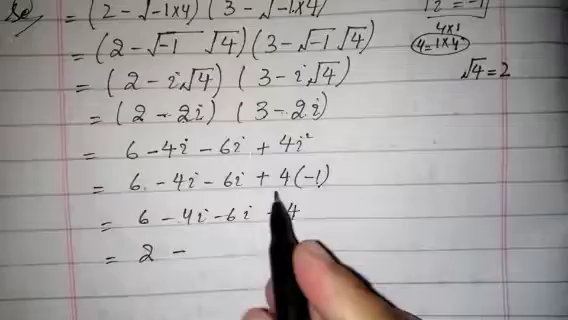 = (2 - √-1×4) (3 - √-1×4)
= (2 - √-1 √4) (3 - √-1 √4)
= (2 - i√4) (3 - i√4)
= (2 - 2i) (3 - 2i)
= 6 - 4i - 6i + 4i²
= 6 - 4i - 6i + 4(-1)
= 6 - 4i - 6i - 4
= 2 -
i² = -1
4×1
4=1×4
√4 = 2